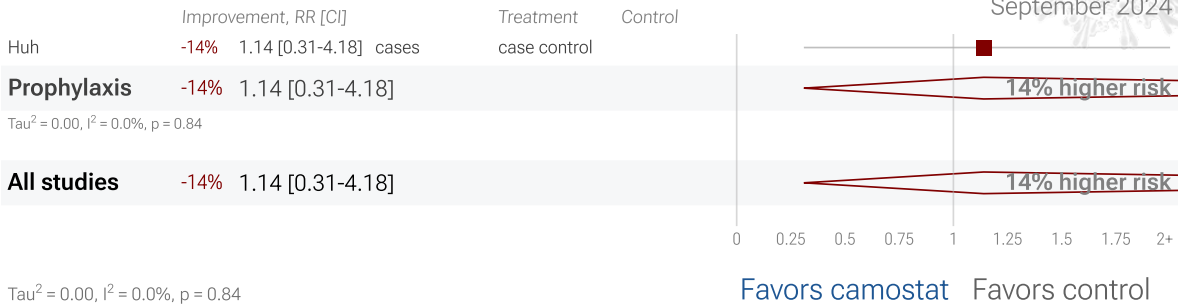 September 2024
Improvement, RR [CI] Treatment Control
Huh -14% 1.14 [0.31-4.18] cases case control
Prophylaxis -14% 1.14 [0.31-4.18] 14% higher risk
Tau² = 0.00, I² = 0.0%, p = 0.84
All studies -14% 1.14 [0.31-4.18] 14% higher risk
0 0.25 0.5 0.75 1 1.25 1.5 1.75 2+
Tau² = 0.00, I² = 0.0%, p = 0.84 Favors camostat Favors control